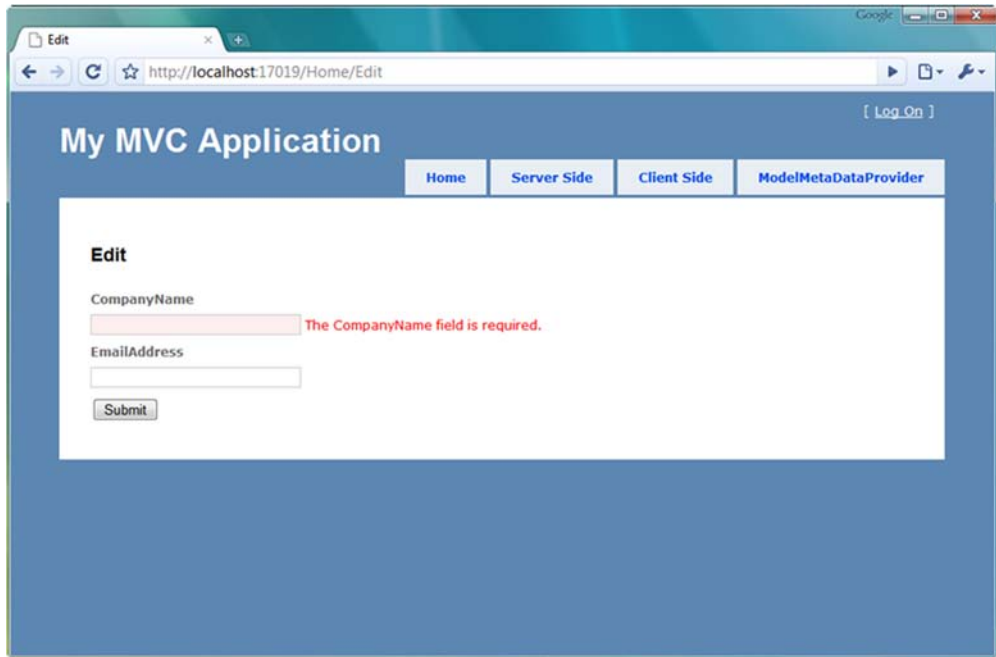 Google
Edit
http://localhost:17019/Home/Edit
[ Log On ]
My MVC Application
Home Server Side Client Side ModelMetaDataProvider
Edit
CompanyName
The CompanyName field is required.
EmailAddress
Submit